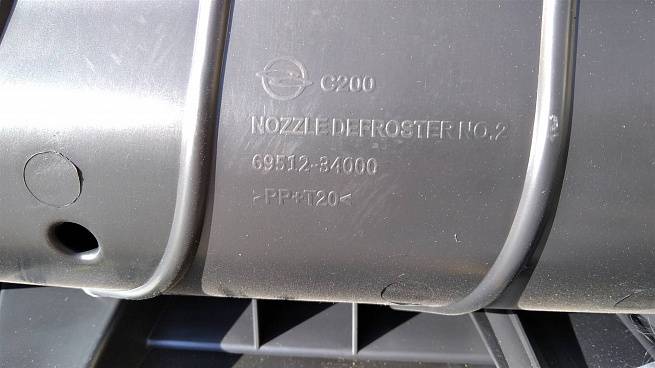 C200
NOZZLE DEFROSTER NO.2
69512-34000
>PP+T20<